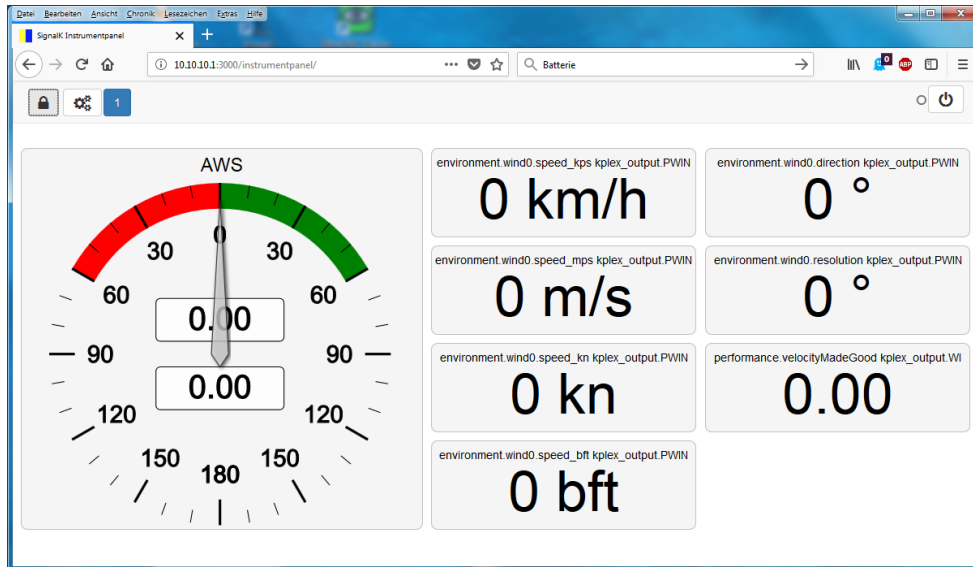 Datei Bearbeiten Ansicht Chronik Lesezeichen Extras Hilfe
SignalK Instrumentpanel
10.10.10.1:3000/instrumentpanel/
Batterie
0
ABP
1
AWS
0
30 30
60 60
0.00
90 90
0.00
120 120
150 150
180
environment.wind0.speed_kps kplex_output.PWIN
0 km/h
environment.wind0.direction kplex_output.PWIN
0 °
environment.wind0.speed_mps kplex_output.PWIN
0 m/s
environment.wind0.resolution kplex_output.PWIN
0 °
environment.wind0.speed_kn kplex_output.PWIN
0 kn
performance.velocityMadeGood kplex_output.WI
0.00
environment.wind0.speed_bft kplex_output.PWIN
0 bft